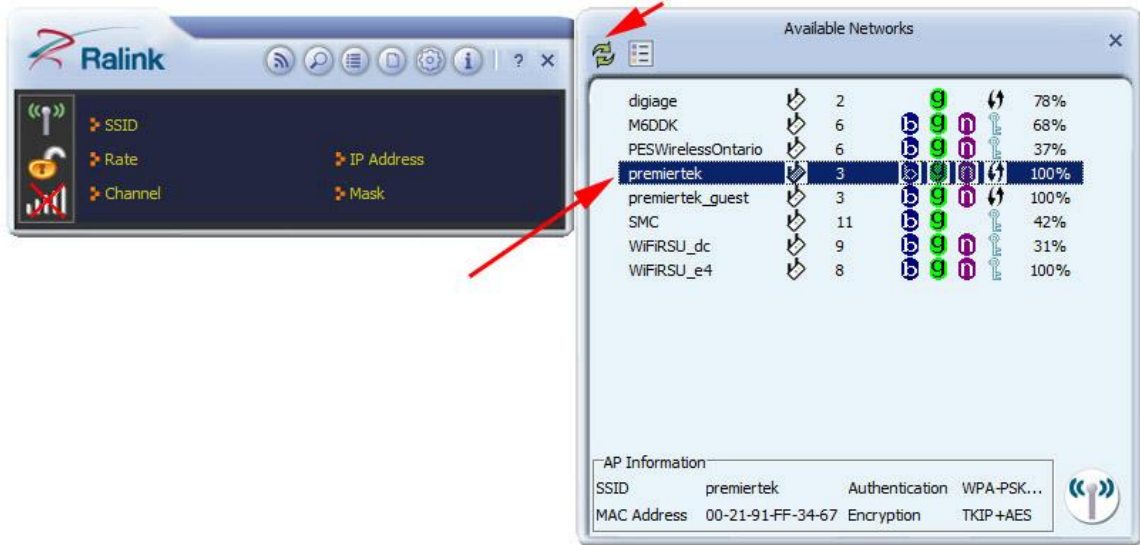 Ralink
? ×
SSID
Rate
IP Address
Channel
Mask
Available Networks
×
digiage 2 g 78%
M6DDK 6 b g n 68%
PESWirelessOntario 6 b g n 37%
premiertek 3 b g n 100%
premiertek_guest 3 b g n 100%
SMC 11 b g 42%
WiFiRSU_dc 9 b g n 31%
WiFiRSU_e4 8 b g n 100%
AP Information
SSID premiertek Authentication WPA-PSK...
MAC Address 00-21-91-FF-34-67 Encryption TKIP+AES